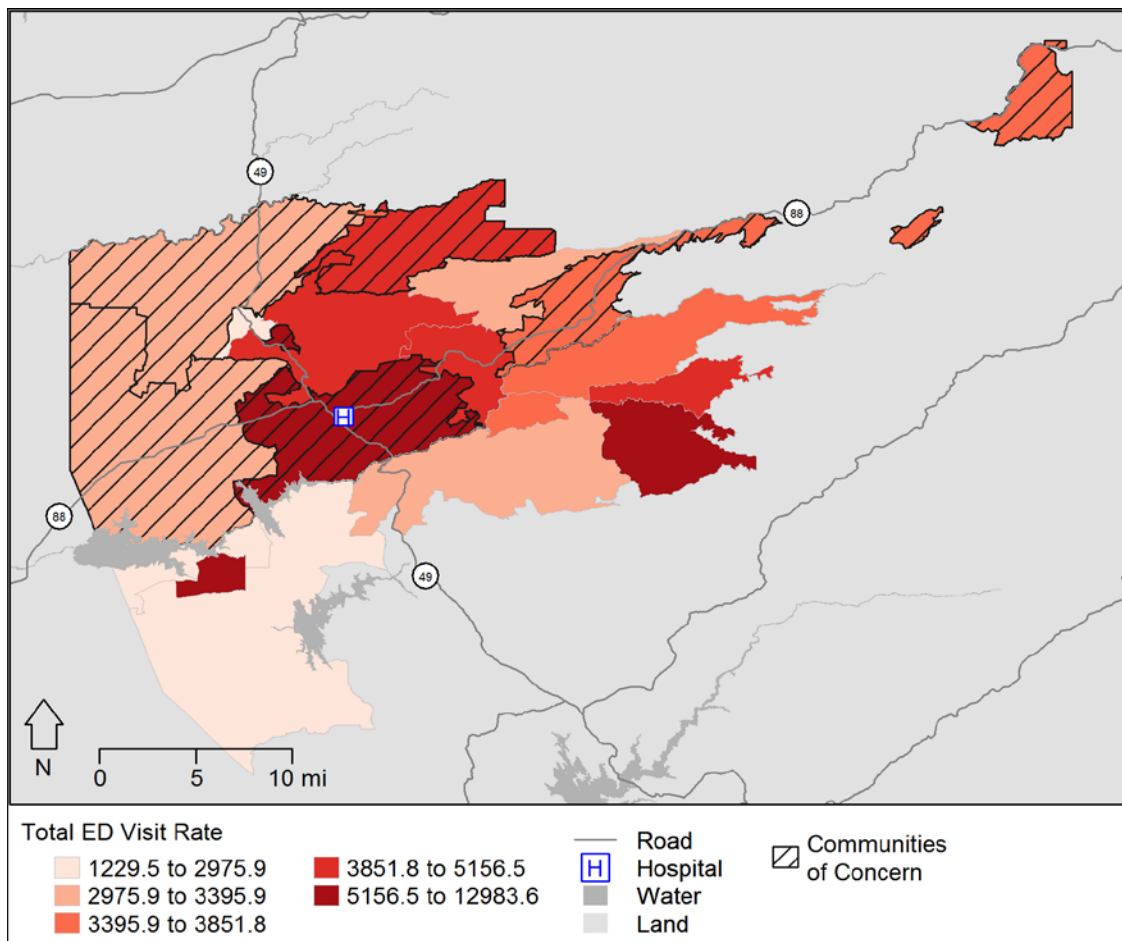 49
88
88
49
H
N
0 5 10 mi
Total ED Visit Rate
1229.5 to 2975.9
2975.9 to 3395.9
3395.9 to 3851.8
3851.8 to 5156.5
5156.5 to 12983.6
Road
H Hospital
Water
Land
Communities
of Concern